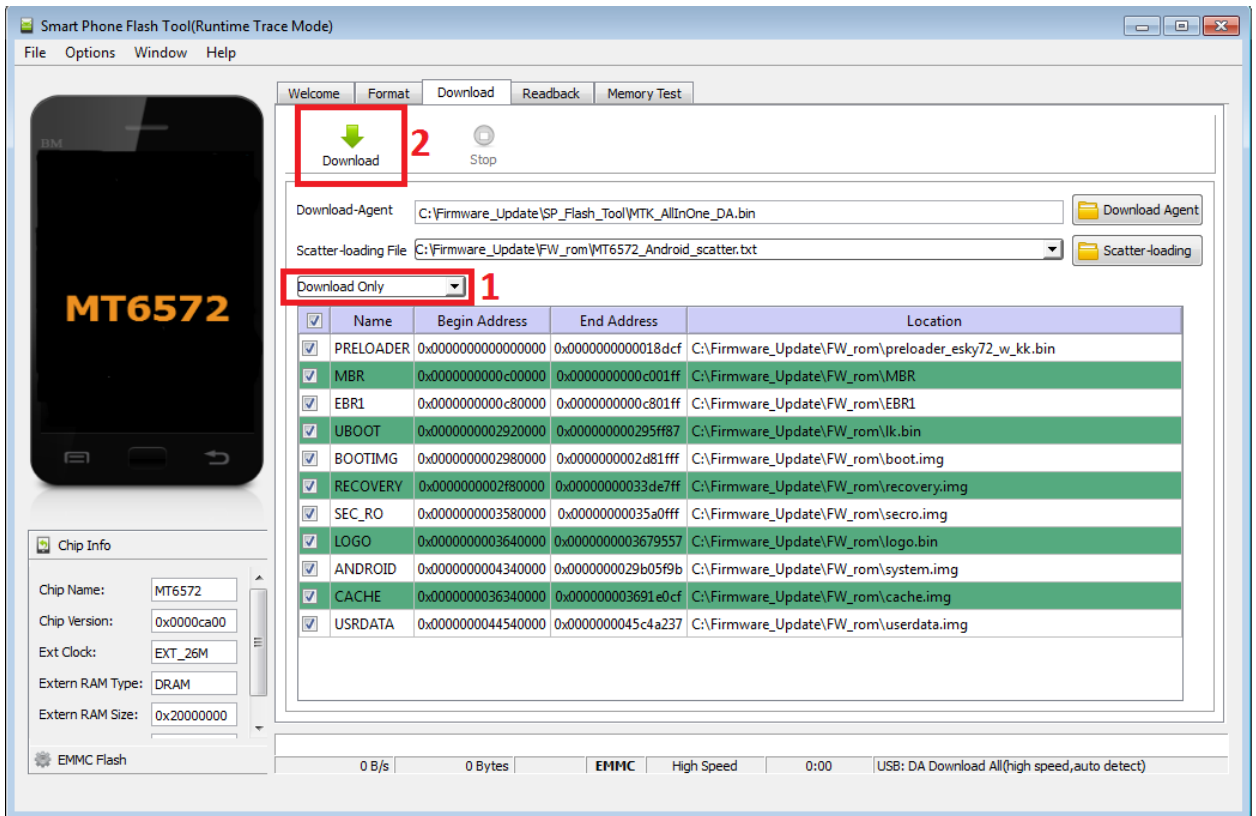 Smart Phone Flash Tool(Runtime Trace Mode)
File Options Window Help
Welcome Format Download Readback Memory Test
BM
Download 2 Stop
Download-Agent C:\Firmware_Update\SP_Flash_Tool\MTK_AllInOne_DA.bin Download Agent
Scatter-loading File C:\Firmware_Update\FW_rom\MT6572_Android_scatter.txt Scatter-loading
Download Only 1
MT6572
Name Begin Address End Address Location
PRELOADER 0x0000000000000000 0x0000000000018dcf C:\Firmware_Update\FW_rom\preloader_esky72_w_kk.bin
MBR 0x0000000000c00000 0x0000000000c001ff C:\Firmware_Update\FW_rom\MBR
EBR1 0x0000000000c80000 0x0000000000c801ff C:\Firmware_Update\FW_rom\EBR1
UBOOT 0x0000000002920000 0x000000000295ff87 C:\Firmware_Update\FW_rom\lk.bin
BOOTIMG 0x0000000002980000 0x0000000002d81fff C:\Firmware_Update\FW_rom\boot.img
RECOVERY 0x0000000002f80000 0x00000000033de7ff C:\Firmware_Update\FW_rom\recovery.img
SEC_RO 0x0000000003580000 0x00000000035a0fff C:\Firmware_Update\FW_rom\secro.img
LOGO 0x0000000003640000 0x0000000003679557 C:\Firmware_Update\FW_rom\logo.bin
ANDROID 0x0000000004340000 0x0000000029b05f9b C:\Firmware_Update\FW_rom\system.img
CACHE 0x0000000036340000 0x000000003691e0cf C:\Firmware_Update\FW_rom\cache.img
USRDATA 0x0000000044540000 0x0000000045c4a237 C:\Firmware_Update\FW_rom\userdata.img
Chip Info
Chip Name: MT6572
Chip Version: 0x0000ca00
Ext Clock: EXT_26M
Extern RAM Type: DRAM
Extern RAM Size: 0x20000000
EMMC Flash
0 B/s 0 Bytes EMMC High Speed 0:00 USB: DA Download All(high speed,auto detect)